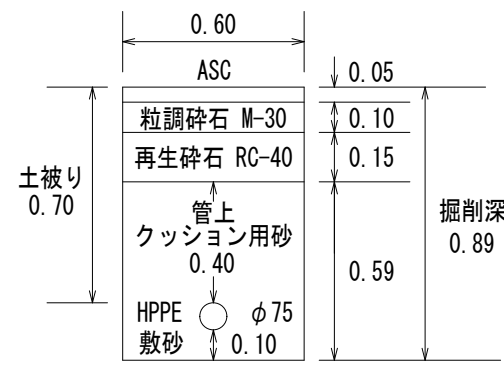 0.60
ASC
0.05
粒調砕石 M-30
0.10
再生砕石 RC-40
0.15
土被り
0.70
管上
クッション用砂
0.40
掘削深
0.89
0.59
HPPE φ75
敷砂 0.10